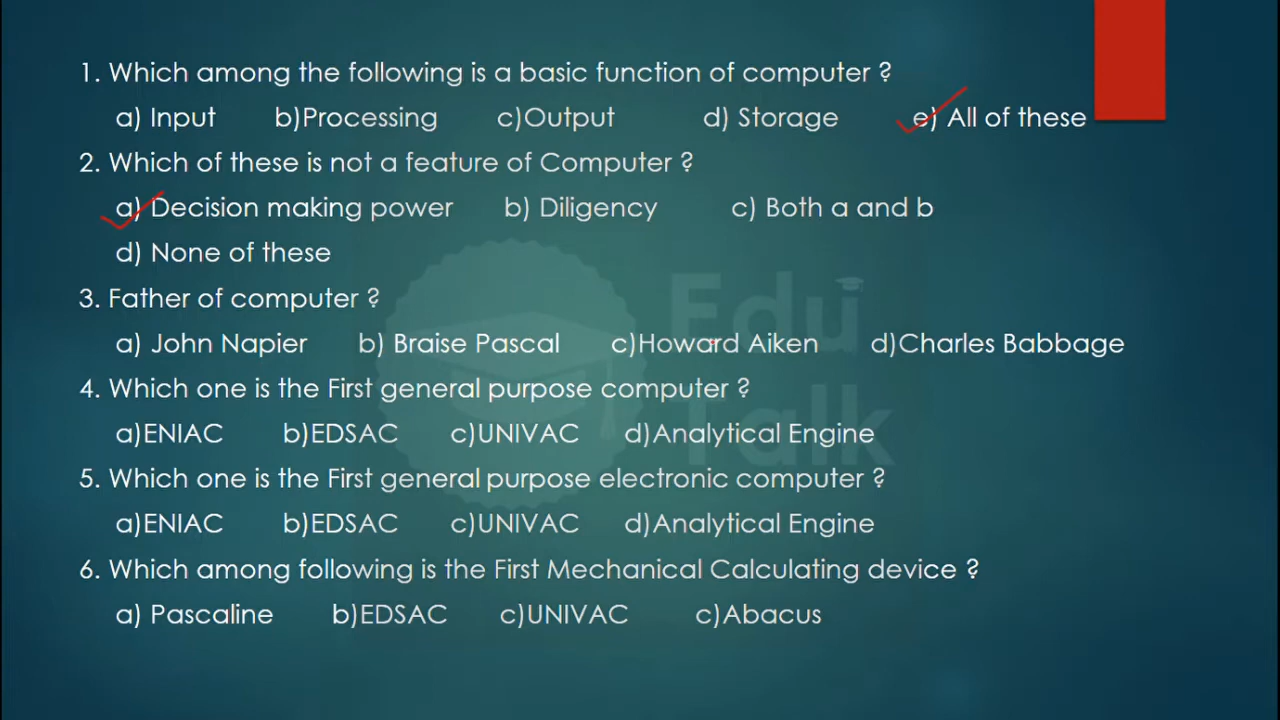 1. Which among the following is a basic function of computer ?
a) Input b)Processing c)Output d) Storage e) All of these
2. Which of these is not a feature of Computer ?
a) Decision making power b) Diligency c) Both a and b
d) None of these
3. Father of computer ?
a) John Napier b) Braise Pascal c)Howard Aiken d)Charles Babbage
4. Which one is the First general purpose computer ?
a)ENIAC b)EDSAC c)UNIVAC d)Analytical Engine
5. Which one is the First general purpose electronic computer ?
a)ENIAC b)EDSAC c)UNIVAC d)Analytical Engine
6. Which among following is the First Mechanical Calculating device ?
a) Pascaline b)EDSAC c)UNIVAC c)Abacus
Edu
Talk